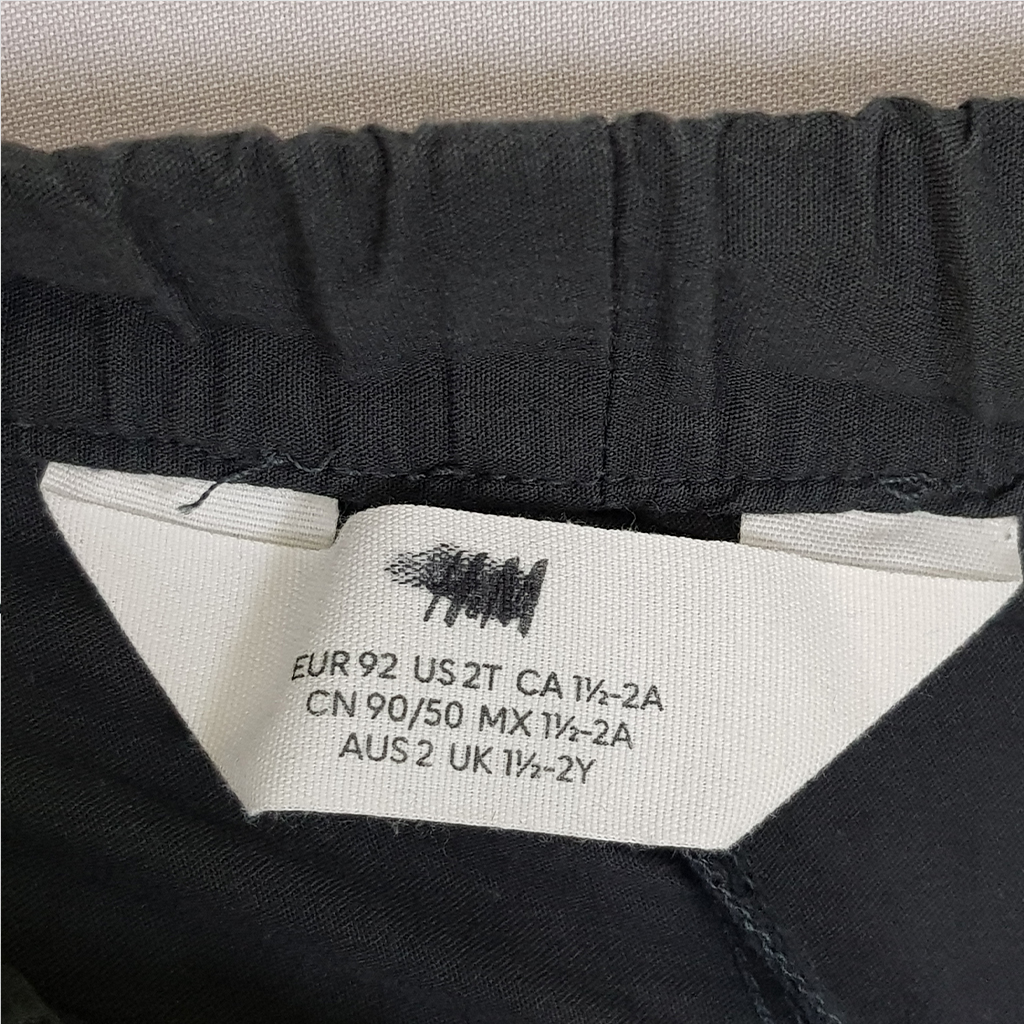 EUR 92 US 2T CA 1½-2A
CN 90/50 MX 1½-2A
AUS 2 UK 1½-2Y